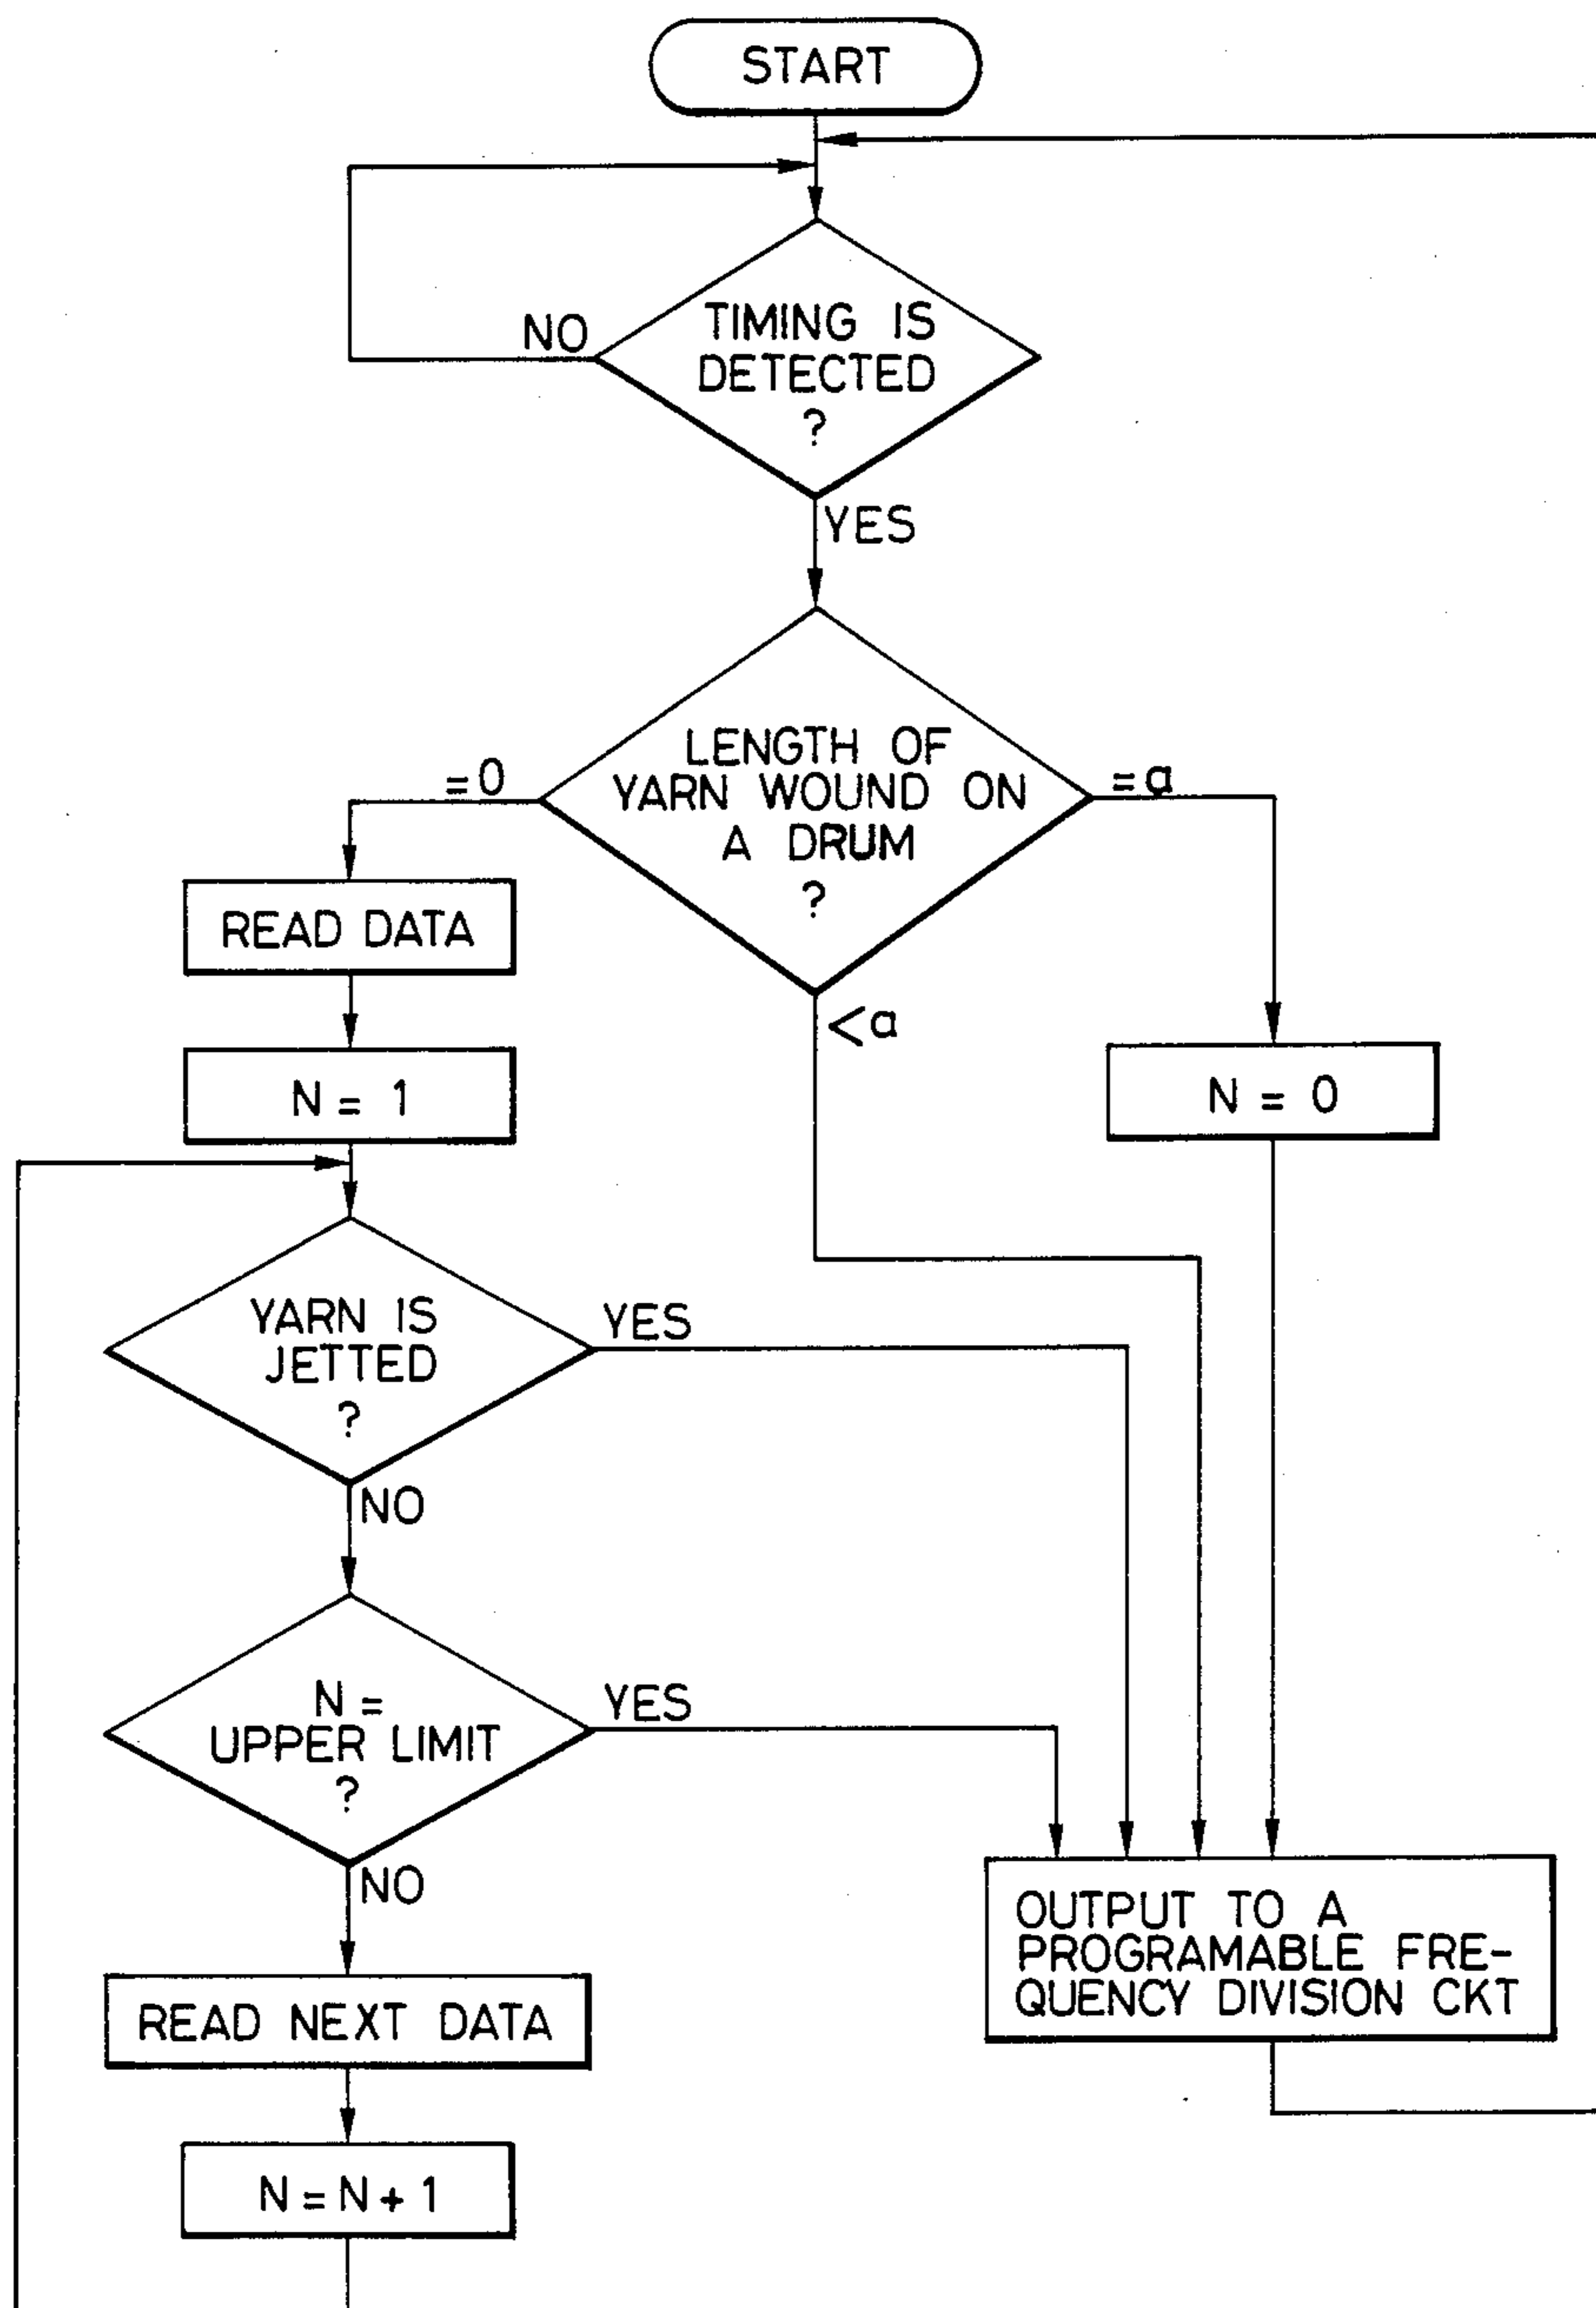 START
NO
TIMING IS
DETECTED
?
YES
=0
LENGTH OF
YARN WOUND ON
A DRUM
?
=a
<a
READ DATA
N = 1
N = 0
YARN IS
JETTED
?
YES
NO
N =
UPPER LIMIT
?
YES
NO
OUTPUT TO A
PROGRAMABLE FRE-
QUENCY DIVISION CKT
READ NEXT DATA
N = N + 1